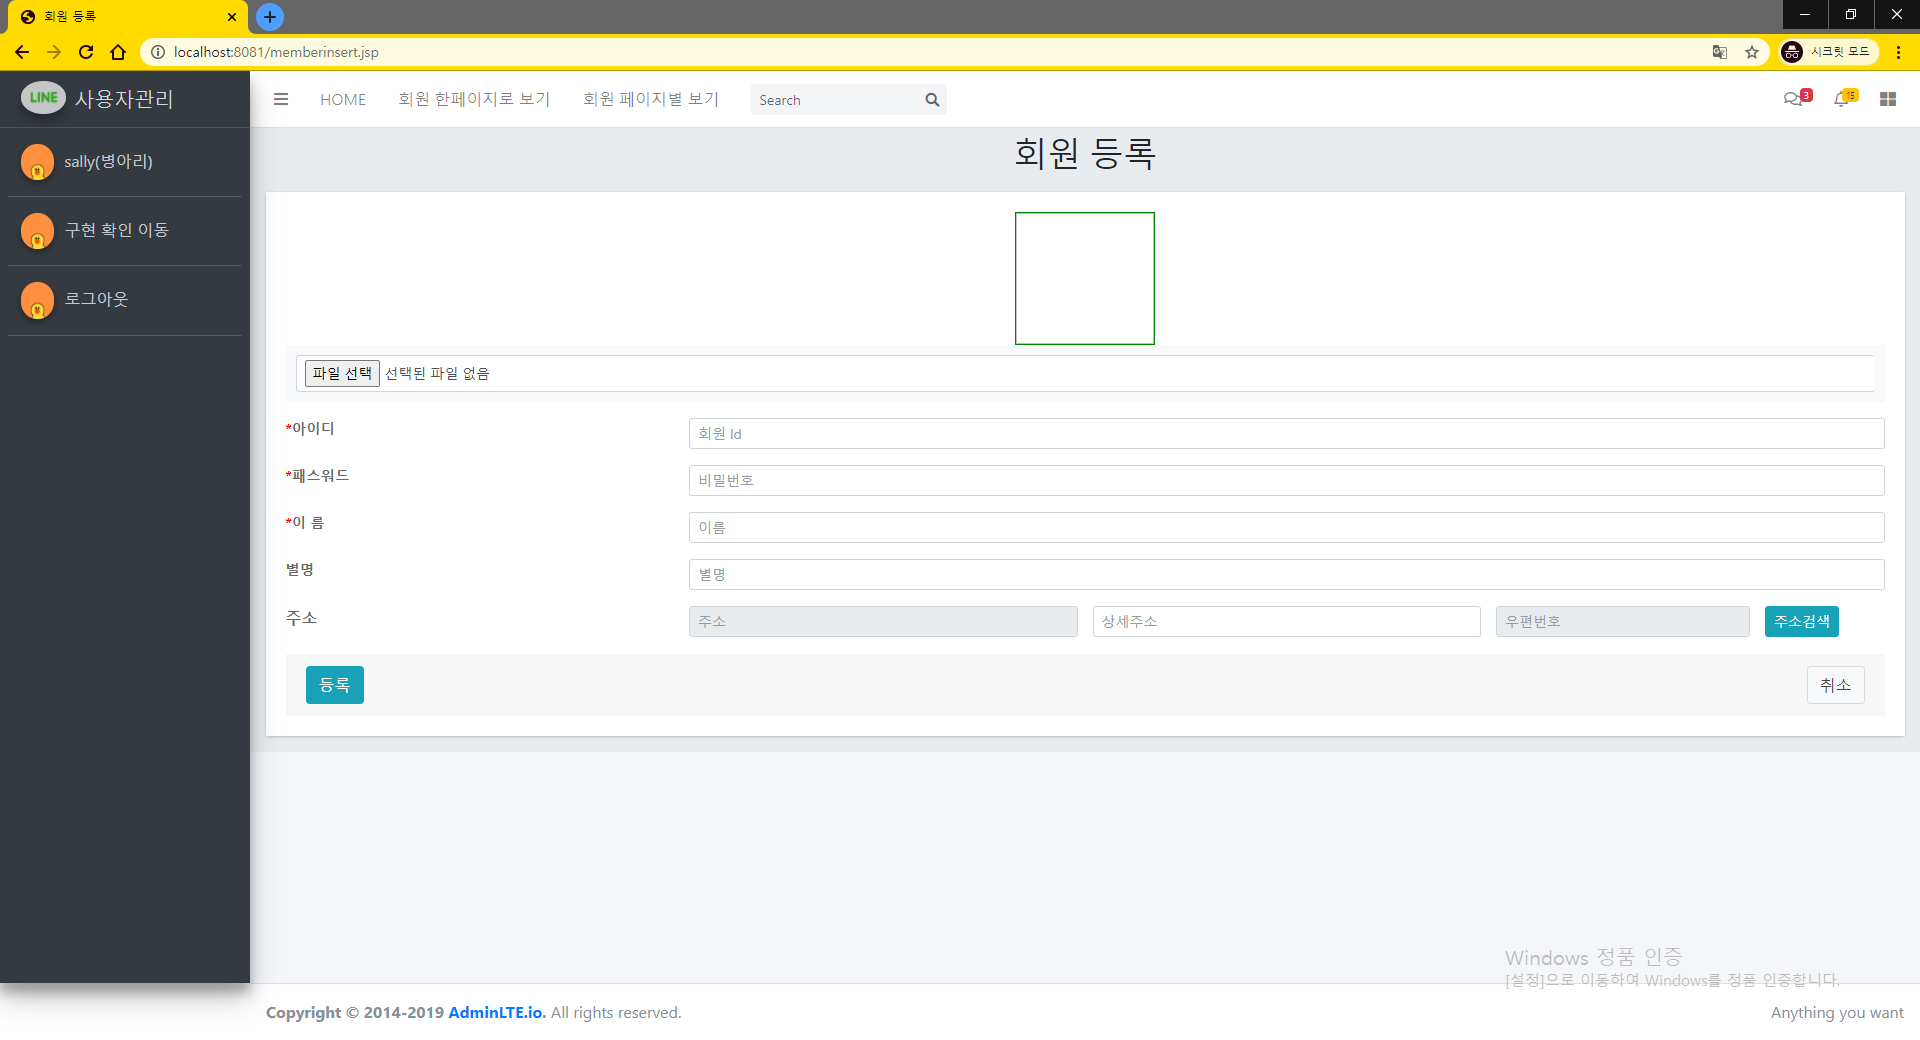 회원 등록
localhost:8081/memberinsert.jsp
시크릿 모드
LINE 사용자관리
HOME 회원 한페이지로 보기 회원 페이지별 보기 Search
3 15
sally(병아리)
구현 확인 이동
로그아웃
회원 등록
파일 선택 선택된 파일 없음
*아이디 회원 Id
*패스워드 비밀번호
*이 름 이름
별명 별명
주소 주소 상세주소 우편번호 주소검색
등록 취소
Windows 정품 인증
[설정]으로 이동하여 Windows를 정품 인증합니다.
Copyright © 2014-2019 AdminLTE.io. All rights reserved. Anything you want